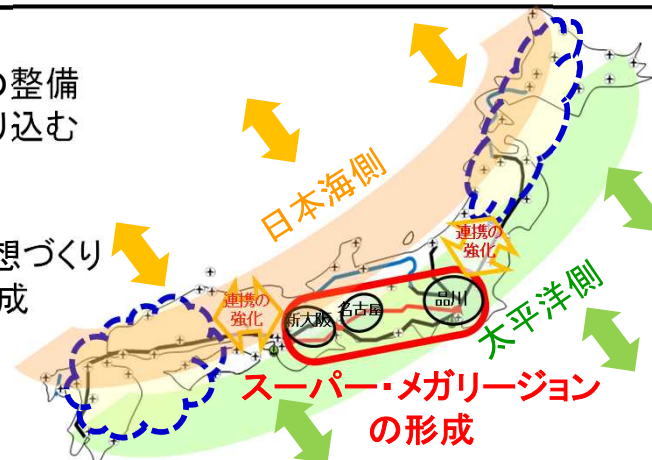 の整備
り込む
想づくり
成
日本海側
連携の
強化
連携の
強化
新大阪
名古屋
品川
太平洋側
スーパー・メガリージョン
の形成